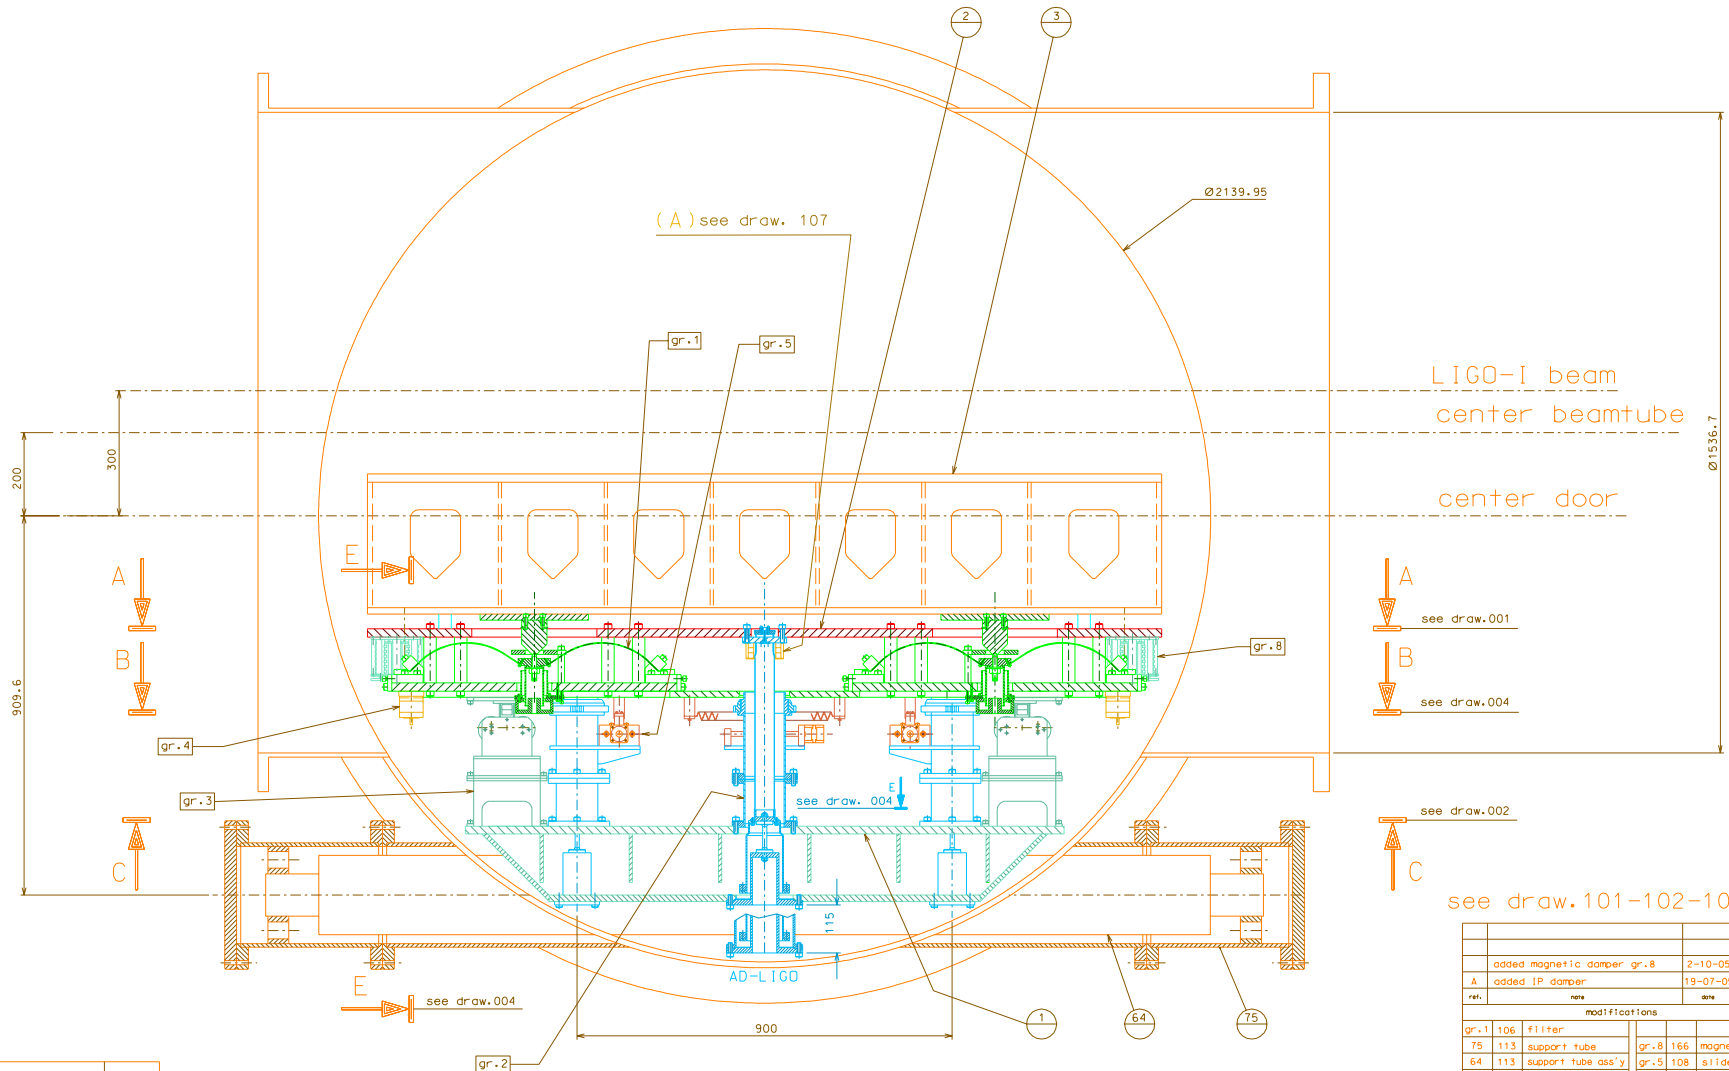 2
3
Ø2139.95
(A) see draw. 107
gr.1
gr.5
LIGO-I beam
center beamtube
300
200
Ø1536.7
center door
E
A
A
see draw.001
B
B
gr.8
909.6
see draw.004
gr.4
E
see draw. 004
gr.3
see draw.002
C
C
see draw.101-102-10
115
AD-LIGO
E
see draw.004
1
64
75
900
gr.2
added magnetic damper gr.8 2-10-05
A added IP damper 19-07-05
ref. note date
modifications
gr.1 106 filter
75 113 support tube gr.8 166 magne
64 113 support tube ass'y gr.5 108 slide